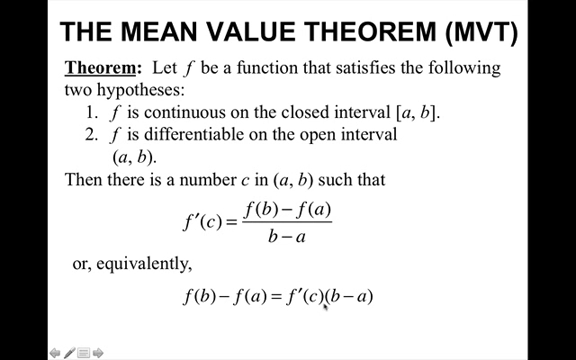 THE MEAN VALUE THEOREM (MVT)
Theorem: Let f be a function that satisfies the following
two hypotheses:
1. f is continuous on the closed interval [a, b].
2. f is differentiable on the open interval
(a, b).
Then there is a number c in (a, b) such that
f′(c) = (f(b) − f(a)) / (b − a)
or, equivalently,
f(b) − f(a) = f′(c)(b − a)